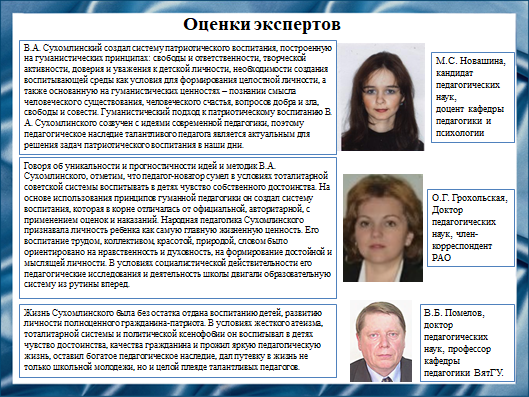 Оценки экспертов
В.А. Сухомлинский создал систему патриотического воспитания, построенную
на гуманистических принципах: свободы и ответственности, творческой
активности, доверия и уважения к детской личности, необходимости создания
воспитывающей среды как условия для формирования целостной личности, а
также основанную на гуманистических ценностях – познании смысла
человеческого существования, человеческого счастья, вопросов добра и зла,
свободы и совести. Гуманистический подход к патриотическому воспитанию В.
А. Сухомлинского созвучен с идеями современной педагогики, поэтому
педагогическое наследие талантливого педагога является актуальным для
решения задач патриотического воспитания в наши дни.
М.С. Новашина,
кандидат
педагогических
наук,
доцент кафедры
педагогики и
психологии
Говоря об уникальности и прогностичности идей и методик В.А.
Сухомлинского, отметим, что педагог-новатор сумел в условиях тоталитарной
советской системы воспитывать в детях чувство собственного достоинства. На
основе использования принципов гуманной педагогики он создал систему
воспитания, которая в корне отличалась от официальной, авторитарной, с
применением оценок и наказаний. Народная педагогика Сухомлинского
признавала личность ребенка как самую главную жизненную ценность. Его
воспитание трудом, коллективом, красотой, природой, словом было
ориентировано на нравственность и духовность, на формирование достойной и
мыслящей личности. В условиях социалистической действительности его
педагогические исследования и деятельность школы двигали образовательную
систему из рутины вперед.
О.Г. Грохольская,
Доктор
педагогических
наук, член-
корреспондент
РАО
Жизнь Сухомлинского была без остатка отдана воспитанию детей, развитию
личности полноценного гражданина-патриота. В условиях жесткого атеизма,
тоталитарной системы и политической ксенофобии он воспитывал в детях
чувство достоинства, качества гражданина и прожил яркую педагогическую
жизнь, оставил богатое педагогическое наследие, дал путевку в жизнь не
только школьной молодежи, но и целой плеяде талантливых педагогов.
В.В. Помелов,
доктор
педагогических
наук, профессор
кафедры
педагогики ВятГУ.